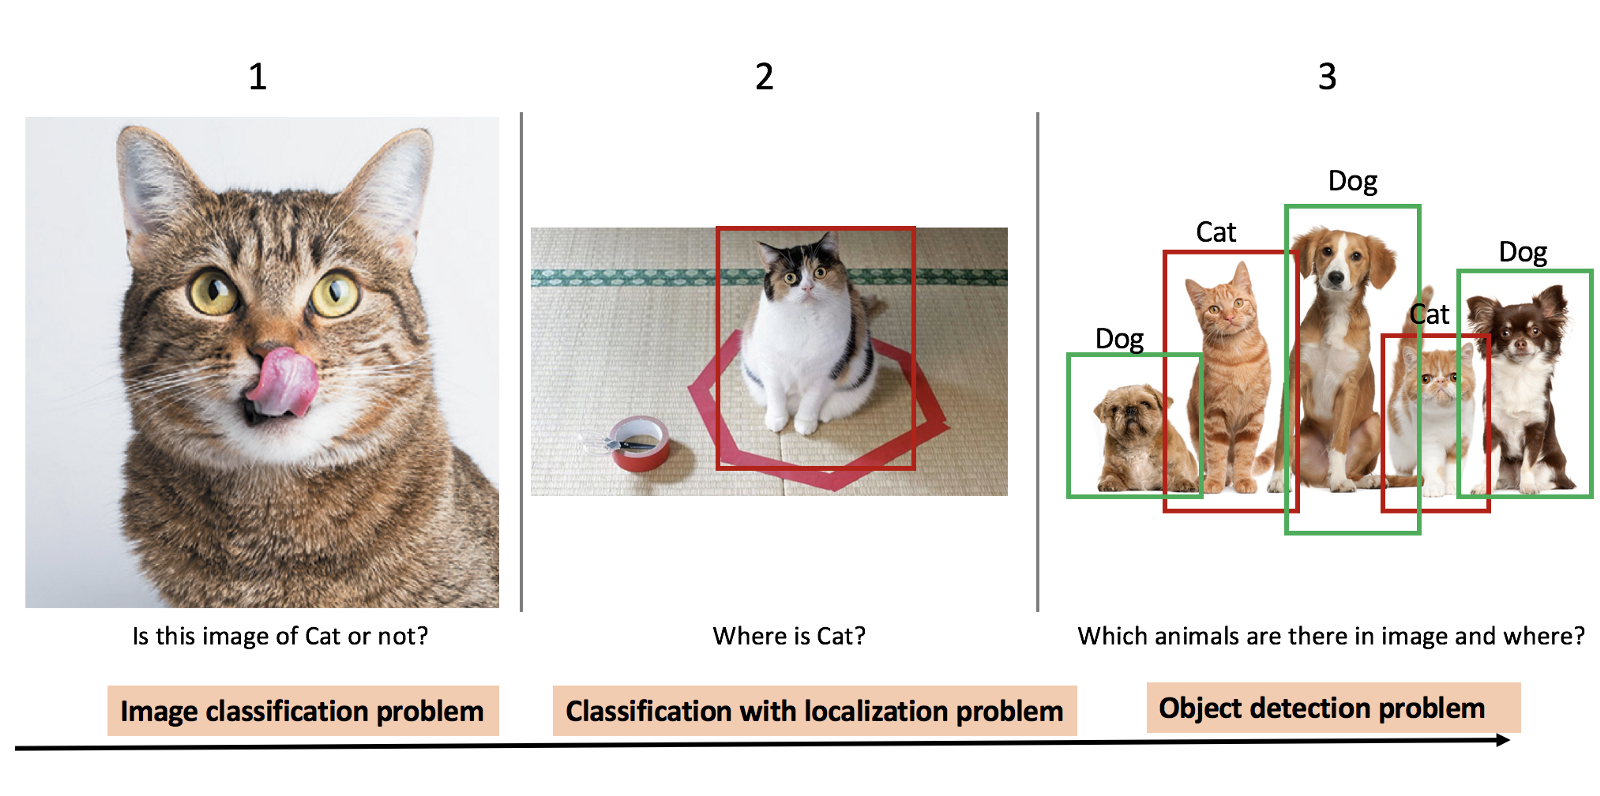 1
2
3
Dog
Cat
Dog
Cat
Dog
Is this image of Cat or not?
Where is Cat?
Which animals are there in image and where?
Image classification problem
Classification with localization problem
Object detection problem